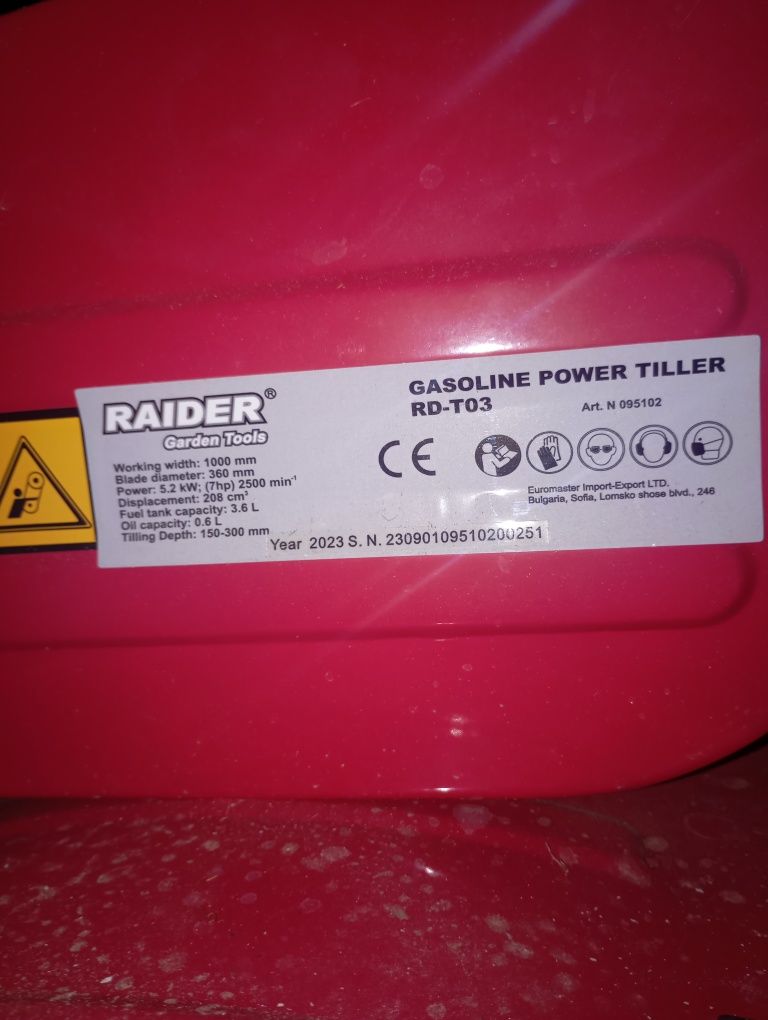 RAIDER®
Garden Tools
GASOLINE POWER TILLER
RD-T03 Art. N 095102
Working width: 1000 mm
Blade diameter: 360 mm
Power: 5.2 kW; (7hp) 2500 min⁻¹
Displacement: 208 cm³
Fuel tank capacity: 3.6 L
Oil capacity: 0.6 L
Tilling Depth: 150-300 mm
CE
Euromaster Import-Export LTD.
Bulgaria, Sofia, Lomsko shose blvd., 246
Year 2023 S. N. 23090109510200251